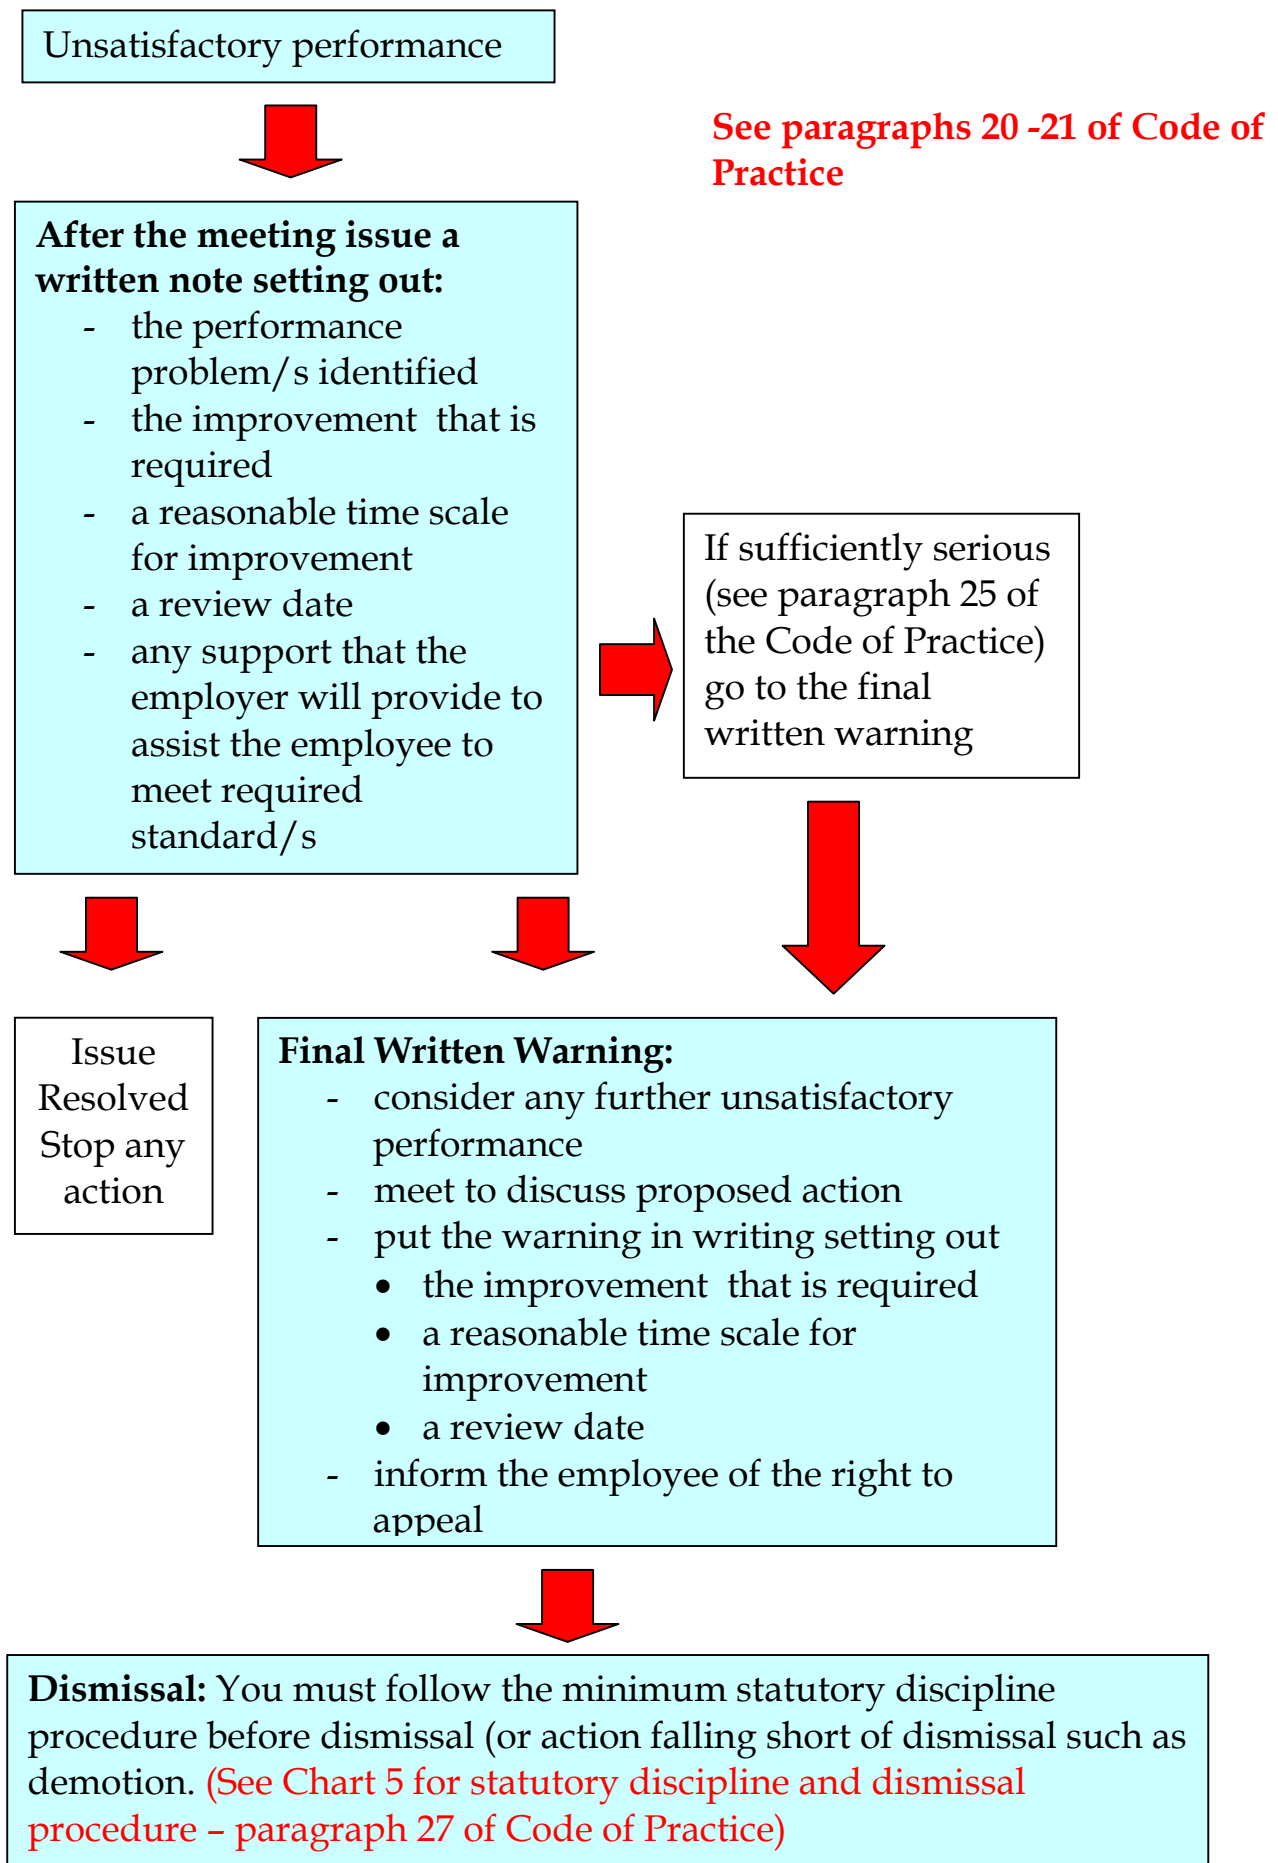 Unsatisfactory performance
See paragraphs 20 -21 of Code of
Practice
After the meeting issue a
written note setting out:
- the performance
problem/s identified
- the improvement  that is
required
- a reasonable time scale
for improvement
- a review date
- any support that the
employer will provide to
assist the employee to
meet required
standard/s
If sufficiently serious
(see paragraph 25 of
the Code of Practice)
go to the final
written warning
Issue
Resolved
Stop any
action
Final Written Warning:
- consider any further unsatisfactory
performance
- meet to discuss proposed action
- put the warning in writing setting out
• the improvement  that is required
• a reasonable time scale for
improvement
• a review date
- inform the employee of the right to
appeal
Dismissal: You must follow the minimum statutory discipline
procedure before dismissal (or action falling short of dismissal such as
demotion. (See Chart 5 for statutory discipline and dismissal
procedure – paragraph 27 of Code of Practice)